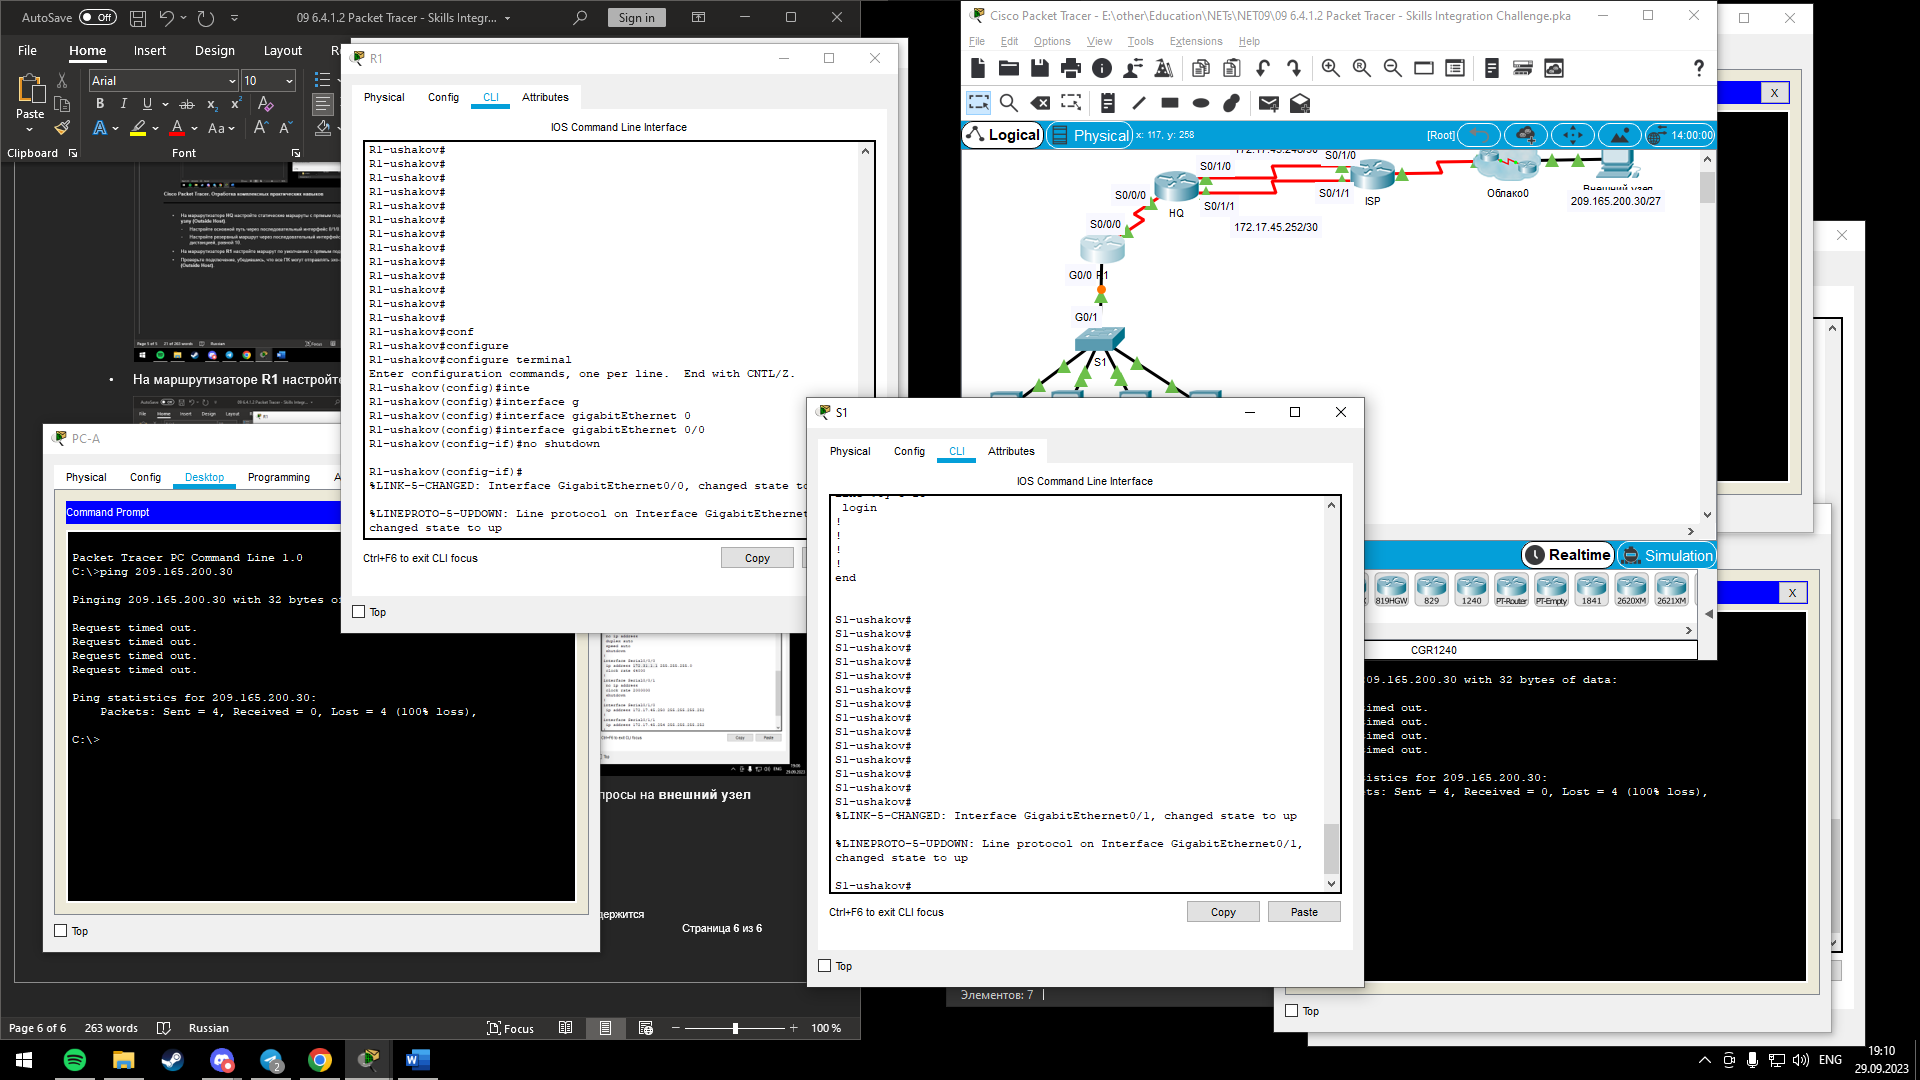 AutoSave Off 09 6.4.1.2 Packet Tracer - Skills Integr... Sign in
File Home Insert Design Layout
Arial 10
Paste
B I U ab
Clipboard Font
Cisco Packet Tracer. Отработка комплексных практических навыков
На маршрутизаторе R1 настройте
просы на внешний узел
держится
Страница 6 из 6
Page 6 of 6 263 words Russian Focus 100 %
R1
Physical Config CLI Attributes
IOS Command Line Interface
R1-ushakov#
R1-ushakov#
R1-ushakov#
R1-ushakov#
R1-ushakov#
R1-ushakov#
R1-ushakov#
R1-ushakov#
R1-ushakov#
R1-ushakov#
R1-ushakov#
R1-ushakov#
R1-ushakov#
R1-ushakov#conf
R1-ushakov#configure
R1-ushakov#configure terminal
Enter configuration commands, one per line. End with CNTL/Z.
R1-ushakov(config)#inte
R1-ushakov(config)#interface g
R1-ushakov(config)#interface gigabitEthernet 0
R1-ushakov(config)#interface gigabitEthernet 0/0
R1-ushakov(config-if)#no shutdown
R1-ushakov(config-if)#
%LINK-5-CHANGED: Interface GigabitEthernet0/0, changed state to
%LINEPROTO-5-UPDOWN: Line protocol on Interface GigabitEthernet
changed state to up
Ctrl+F6 to exit CLI focus Copy
Top
PC-A
Physical Config Desktop Programming
Command Prompt
Packet Tracer PC Command Line 1.0
C:\>ping 209.165.200.30
Pinging 209.165.200.30 with 32 bytes of
Request timed out.
Request timed out.
Request timed out.
Request timed out.
Ping statistics for 209.165.200.30:
Packets: Sent = 4, Received = 0, Lost = 4 (100% loss),
C:\>
Top
Cisco Packet Tracer - E:\other\Education\NETs\NET09\09 6.4.1.2 Packet Tracer - Skills Integration Challenge.pka
File Edit Options View Tools Extensions Help
Logical Physical x: 117, y: 258 [Root] 14:00:00
S0/1/0 S0/1/0
S0/0/0 S0/1/1 S0/1/1
HQ ISP Облако0
Внешний узел
209.165.200.30/27
172.17.45.252/30
S0/0/0
G0/0 R1
G0/1
S1
Realtime Simulation
819HGW 829 1240 PT-Router PT-Empty 1841 2620XM 2621XM
CGR1240
S1
Physical Config CLI Attributes
IOS Command Line Interface
login
!
!
!
!
end
S1-ushakov#
S1-ushakov#
S1-ushakov#
S1-ushakov#
S1-ushakov#
S1-ushakov#
S1-ushakov#
S1-ushakov#
S1-ushakov#
S1-ushakov#
S1-ushakov#
S1-ushakov#
S1-ushakov#
S1-ushakov#
%LINK-5-CHANGED: Interface GigabitEthernet0/1, changed state to up
%LINEPROTO-5-UPDOWN: Line protocol on Interface GigabitEthernet0/1,
changed state to up
S1-ushakov#
Ctrl+F6 to exit CLI focus Copy Paste
Top
X
X
09.165.200.30 with 32 bytes of data:
imed out.
imed out.
imed out.
imed out.
istics for 209.165.200.30:
ts: Sent = 4, Received = 0, Lost = 4 (100% loss),
Top
Элементов: 7
2
ENG
19:10
29.09.2023